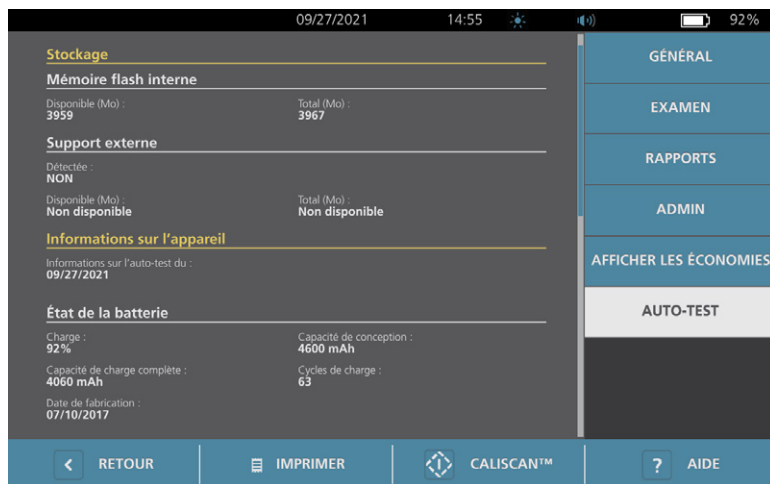 09/27/2021 14:55 92%
Stockage
Mémoire flash interne
Disponible (Mo) : Total (Mo) :
3959 3967
Support externe
Détectée :
NON
Disponible (Mo) : Total (Mo) :
Non disponible Non disponible
Informations sur l'appareil
Informations sur l'auto-test du :
09/27/2021
État de la batterie
Charge : Capacité de conception :
92% 4600 mAh
Capacité de charge complète : Cycles de charge :
4060 mAh 63
Date de fabrication :
07/10/2017
GÉNÉRAL
EXAMEN
RAPPORTS
ADMIN
AFFICHER LES ÉCONOMIES
AUTO-TEST
RETOUR IMPRIMER CALISCAN™ ? AIDE